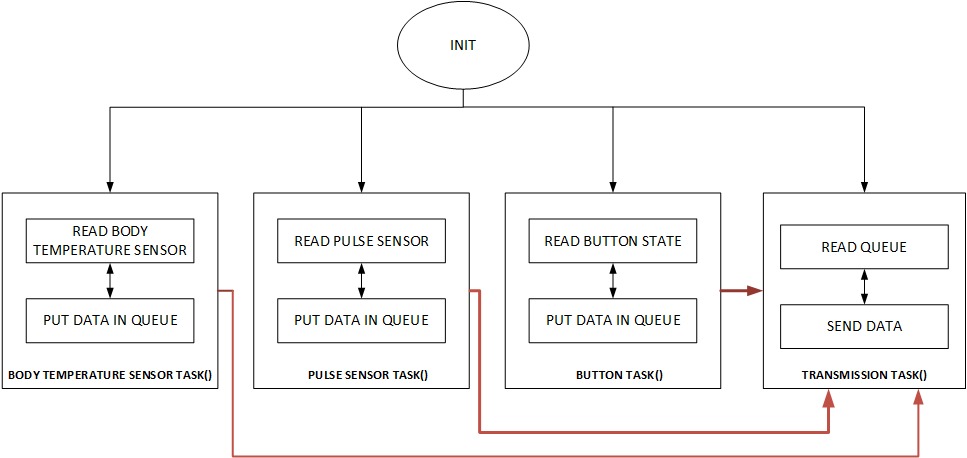 INIT
READ BODY
TEMPERATURE SENSOR
PUT DATA IN QUEUE
BODY TEMPERATURE SENSOR TASK()
READ PULSE SENSOR
PUT DATA IN QUEUE
PULSE SENSOR TASK()
READ BUTTON STATE
PUT DATA IN QUEUE
BUTTON TASK()
READ QUEUE
SEND DATA
TRANSMISSION TASK()